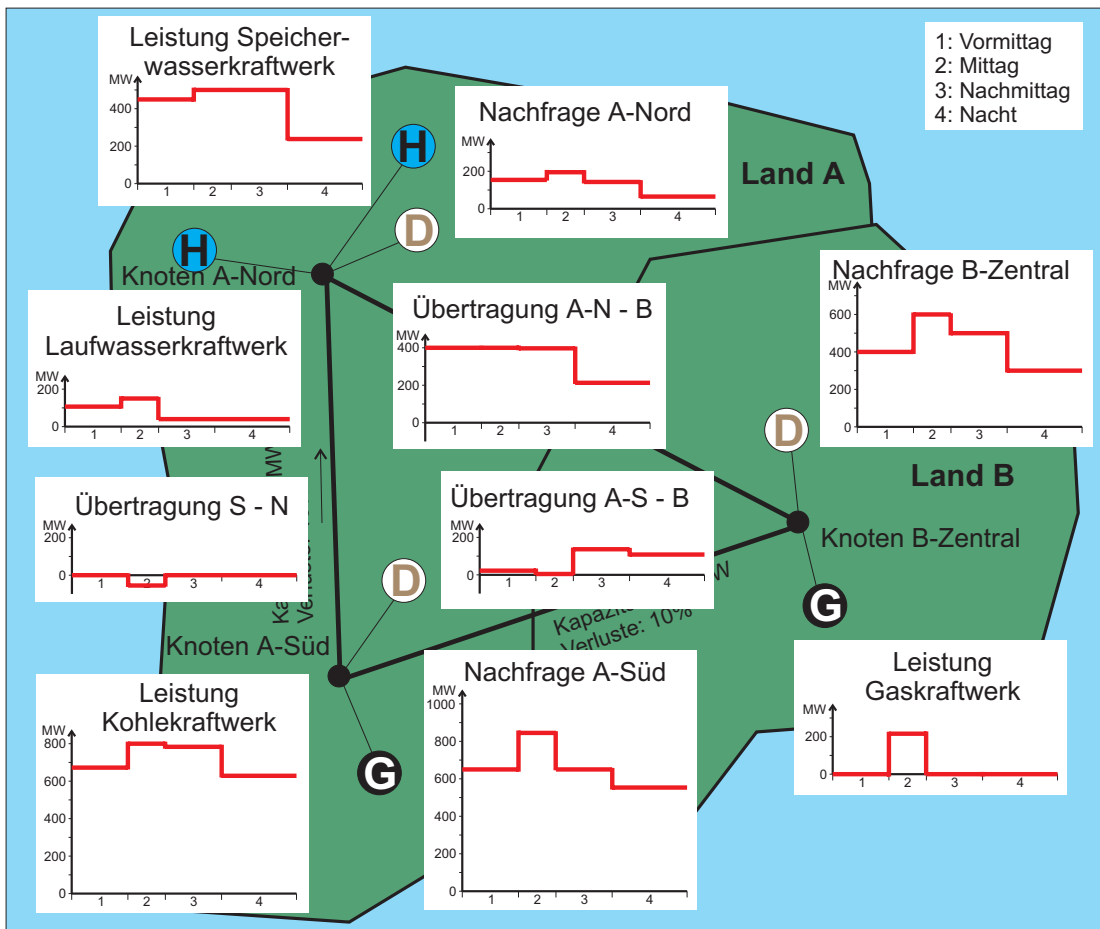 Leistung Speicher-
wasserkraftwerk
MW
400
200
0
1 2 3 4
1: Vormittag
2: Mittag
3: Nachmittag
4: Nacht
Nachfrage A-Nord
MW
200
0
1 2 3 4
Land A
H
D
H
Knoten A-Nord
Nachfrage B-Zentral
MW
600
400
200
0
1 2 3 4
Übertragung A-N - B
MW
400
200
0
1 2 3 4
Leistung
Laufwasserkraftwerk
MW
200
0
1 2 3 4
D
Land B
MW
Übertragung S - N
MW
200
0
1 2 3 4
Übertragung A-S - B
MW
200
0
1 2 3 4
Knoten B-Zentral
D
G
Verluste: 10%
Knoten A-Süd
Nachfrage A-Süd
MW
1000
800
600
400
200
0
1 2 3 4
Leistung
Gaskraftwerk
MW
200
0
1 2 3 4
Leistung
Kohlekraftwerk
MW
800
600
400
200
0
1 2 3 4
G